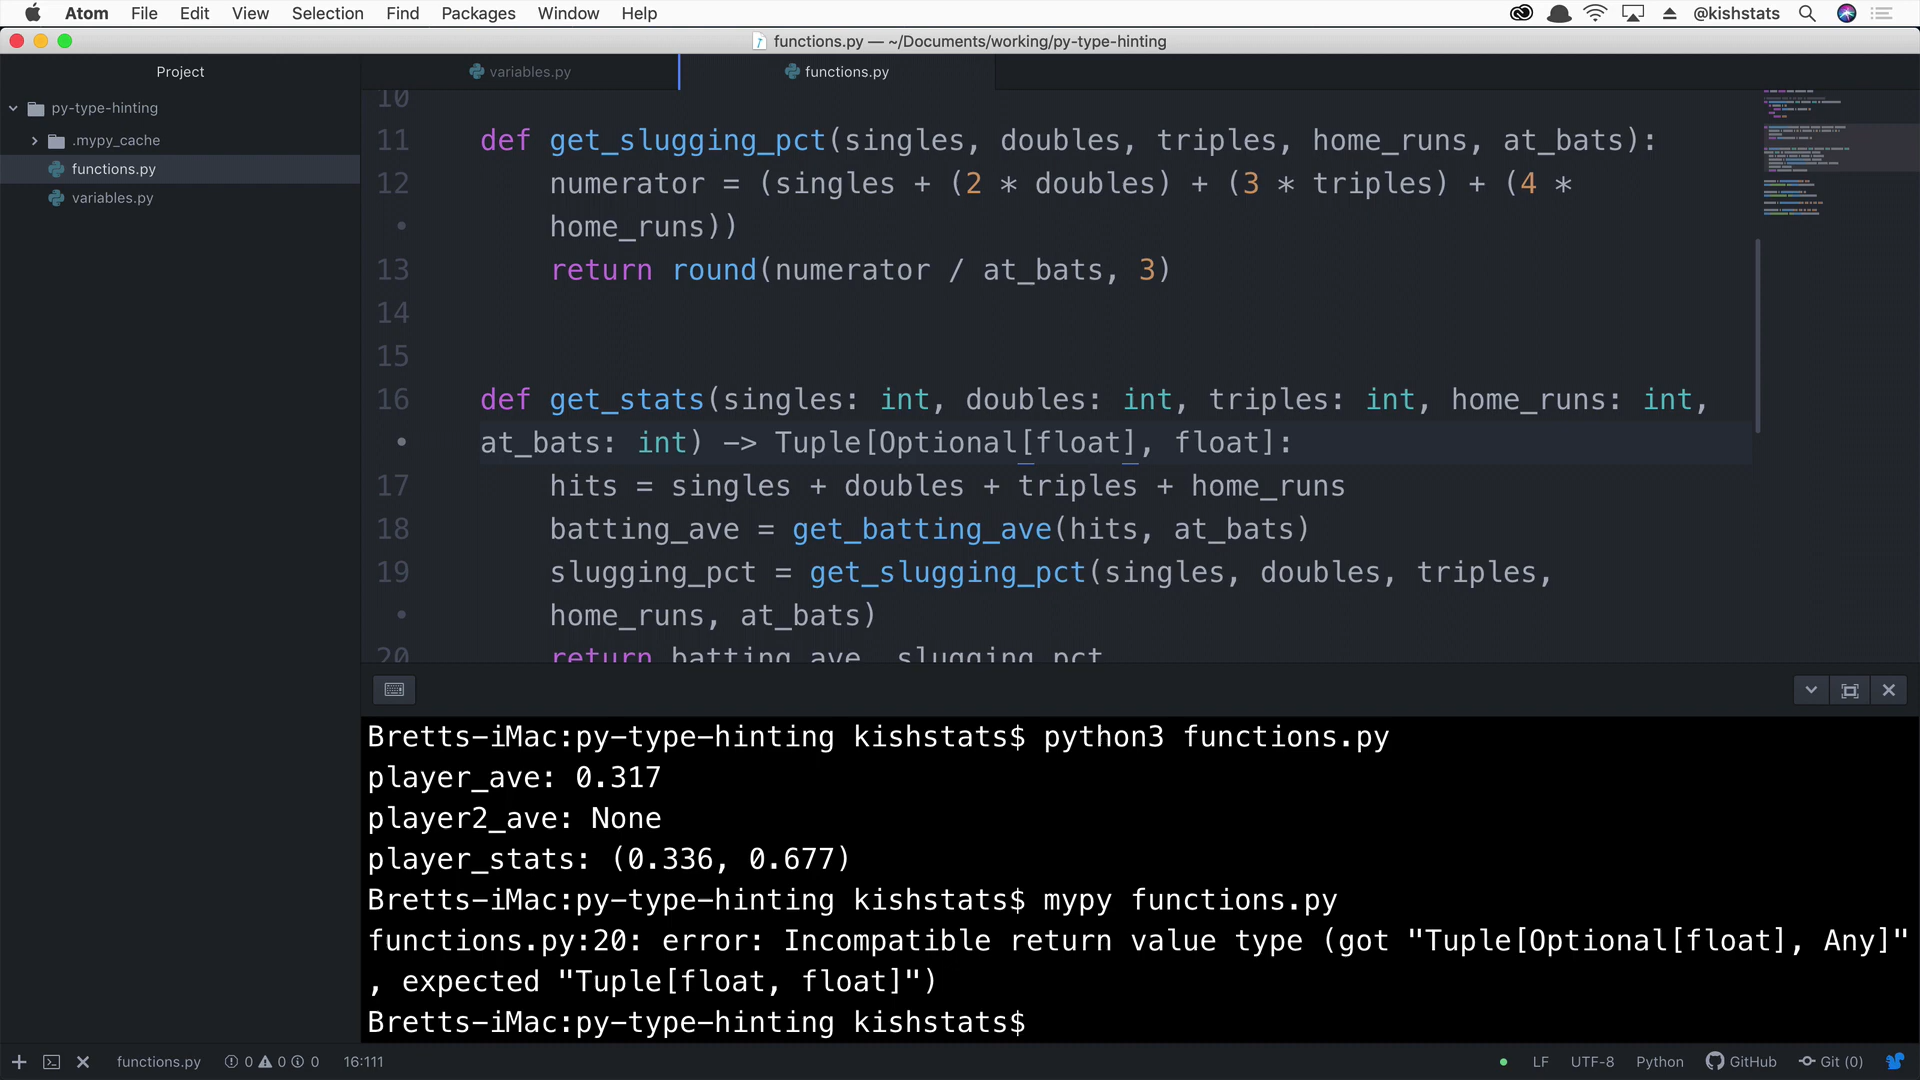 Atom File Edit View Selection Find Packages Window Help @kishstats
functions.py — ~/Documents/working/py-type-hinting
Project
variables.py
functions.py
py-type-hinting
.mypy_cache
functions.py
variables.py
10
11 def get_slugging_pct(singles, doubles, triples, home_runs, at_bats):
12 numerator = (singles + (2 * doubles) + (3 * triples) + (4 *
• home_runs))
13 return round(numerator / at_bats, 3)
14
15
16 def get_stats(singles: int, doubles: int, triples: int, home_runs: int,
• at_bats: int) -> Tuple[Optional[float], float]:
17 hits = singles + doubles + triples + home_runs
18 batting_ave = get_batting_ave(hits, at_bats)
19 slugging_pct = get_slugging_pct(singles, doubles, triples,
• home_runs, at_bats)
20 return batting_ave, slugging_pct
Bretts-iMac:py-type-hinting kishstats$ python3 functions.py
player_ave: 0.317
player2_ave: None
player_stats: (0.336, 0.677)
Bretts-iMac:py-type-hinting kishstats$ mypy functions.py
functions.py:20: error: Incompatible return value type (got "Tuple[Optional[float], Any]"
, expected "Tuple[float, float]")
Bretts-iMac:py-type-hinting kishstats$
functions.py 0 0 0 16:111 LF UTF-8 Python GitHub Git (0)